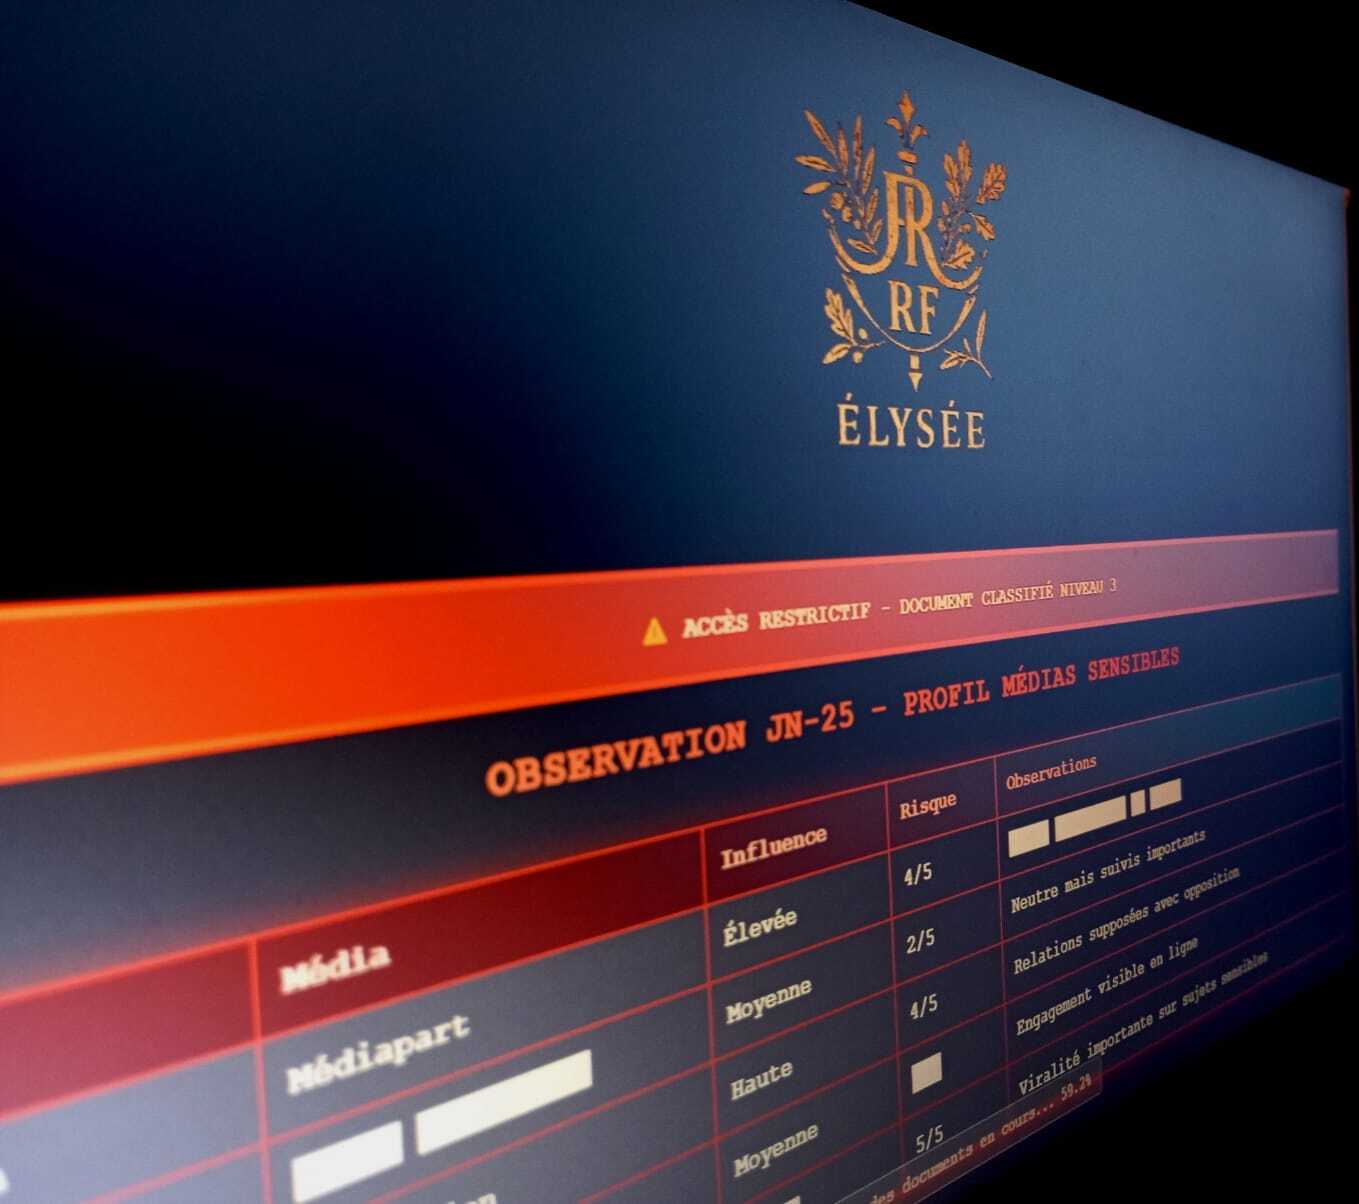 RF
ÉLYSÉE
⚠ ACCÈS RESTRICTIF - DOCUMENT CLASSIFIÉ NIVEAU 3
OBSERVATION JN-25 - PROFIL MÉDIAS SENSIBLES
Média Influence Risque Observations
Médiapart Élevée 4/5
Moyenne 2/5 Neutre mais suivis importants
Haute 4/5 Relations supposées avec opposition
Moyenne Engagement visible en ligne
5/5 Viralité importante sur sujets sensibles
des documents en cours... 59.2%